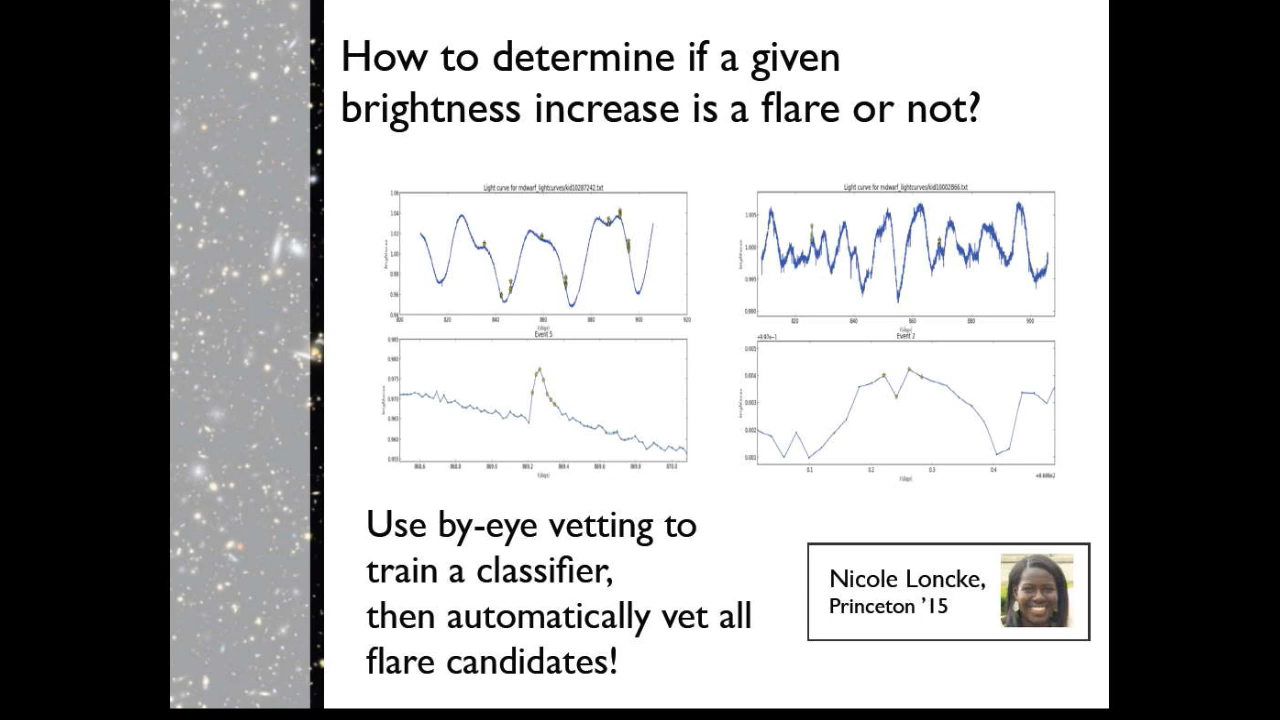 How to determine if a given
brightness increase is a flare or not?
Light curve for mdwarf_lightcurves/kid10287242.txt
Light curve for mdwarf_lightcurves/kid10002866.txt
Event 5
Event 2
Use by-eye vetting to
train a classifier,
then automatically vet all
flare candidates!
Nicole Loncke,
Princeton ’15